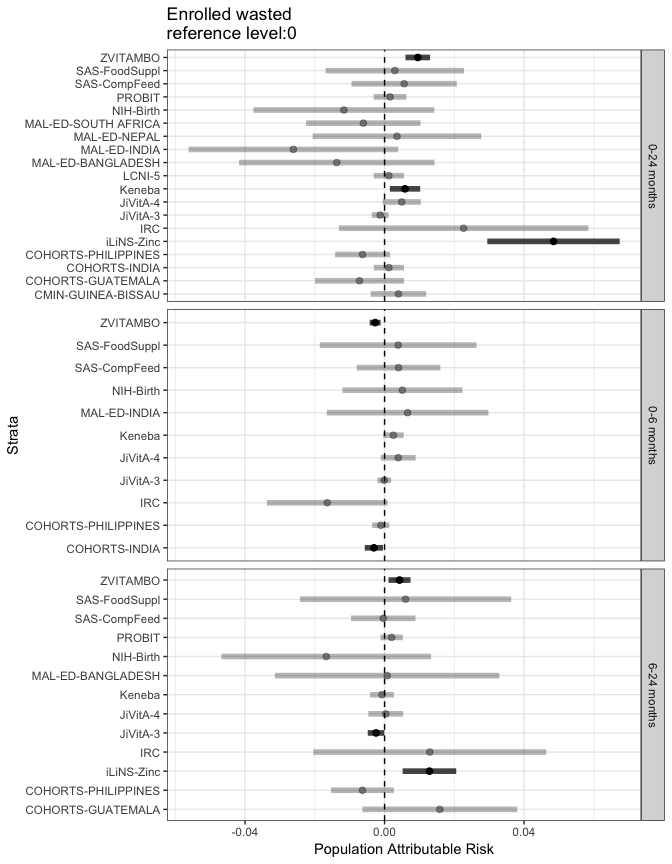 Enrolled wasted
reference level:0
Strata
ZVITAMBO
SAS-FoodSuppl
SAS-CompFeed
PROBIT
NIH-Birth
MAL-ED-SOUTH AFRICA
MAL-ED-NEPAL
MAL-ED-INDIA
MAL-ED-BANGLADESH
LCNI-5
Keneba
JiVitA-4
JiVitA-3
IRC
iLiNS-Zinc
COHORTS-PHILIPPINES
COHORTS-INDIA
COHORTS-GUATEMALA
CMIN-GUINEA-BISSAU
0-24 months
ZVITAMBO
SAS-FoodSuppl
SAS-CompFeed
NIH-Birth
MAL-ED-INDIA
Keneba
JiVitA-4
JiVitA-3
IRC
COHORTS-PHILIPPINES
COHORTS-INDIA
0-6 months
ZVITAMBO
SAS-FoodSuppl
SAS-CompFeed
PROBIT
NIH-Birth
MAL-ED-BANGLADESH
Keneba
JiVitA-4
JiVitA-3
IRC
iLiNS-Zinc
COHORTS-PHILIPPINES
COHORTS-GUATEMALA
6-24 months
-0.04 0.00 0.04
Population Attributable Risk